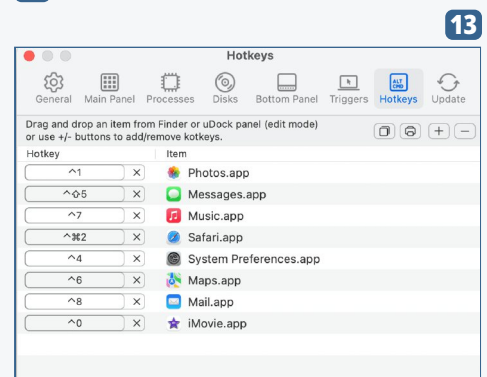 13
Hotkeys
General Main Panel Processes Disks Bottom Panel Triggers ALT CMD Hotkeys Update
Drag and drop an item from Finder or uDock panel (edit mode)
or use +/- buttons to add/remove kotkeys.
Hotkey Item
^1 × Photos.app
^⇧5 × Messages.app
^7 × Music.app
^⌘2 × Safari.app
^4 × System Preferences.app
^6 × Maps.app
^8 × Mail.app
^0 × iMovie.app